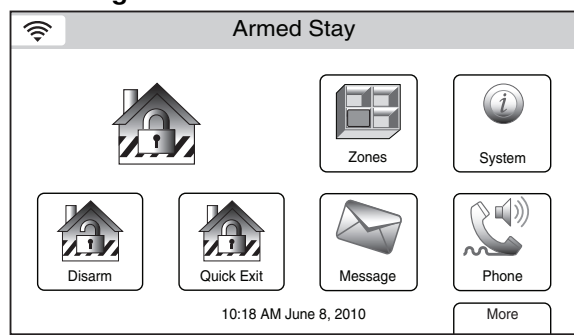 Armed Stay
Zones
System
Disarm
Quick Exit
Message
Phone
10:18 AM June 8, 2010
More